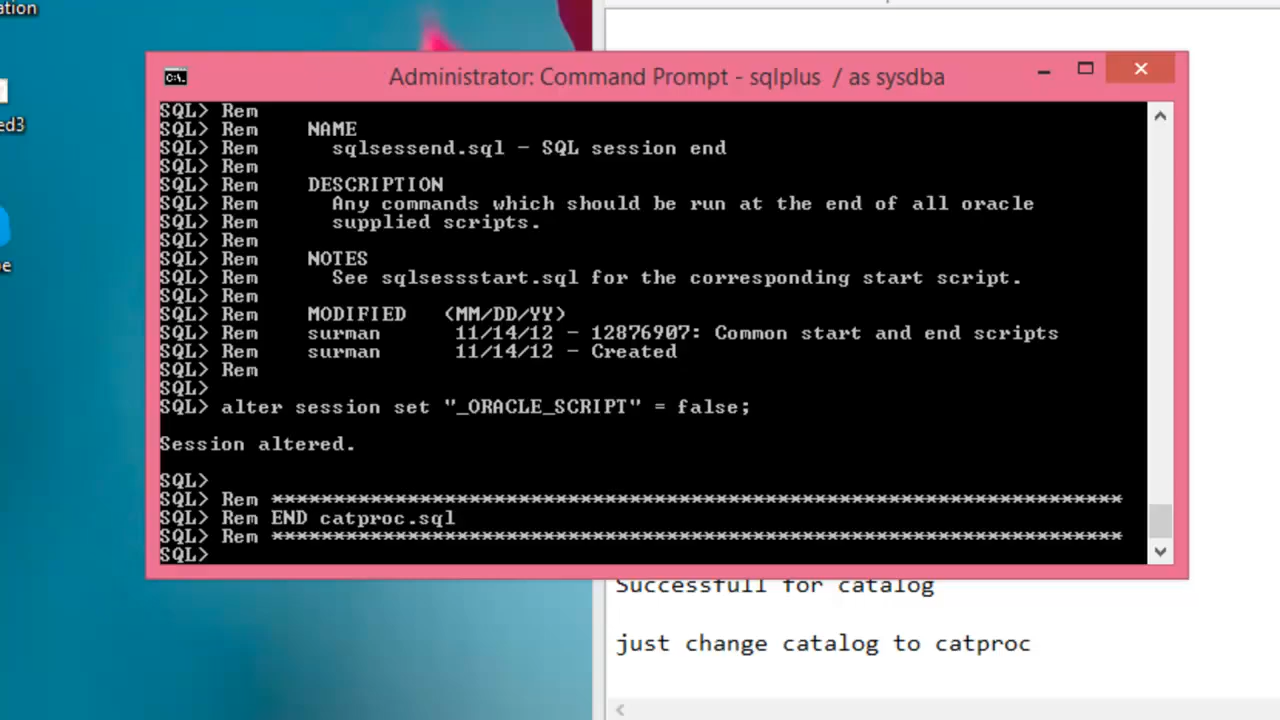 ation
ed3
e
Administrator: Command Prompt - sqlplus  / as sysdba
SQL> Rem
SQL> Rem    NAME
SQL> Rem      sqlsessend.sql - SQL session end
SQL> Rem
SQL> Rem    DESCRIPTION
SQL> Rem      Any commands which should be run at the end of all oracle
SQL> Rem      supplied scripts.
SQL> Rem
SQL> Rem    NOTES
SQL> Rem      See sqlsessstart.sql for the corresponding start script.
SQL> Rem
SQL> Rem    MODIFIED   (MM/DD/YY)
SQL> Rem    surman      11/14/12 - 12876907: Common start and end scripts
SQL> Rem    surman      11/14/12 - Created
SQL> Rem
SQL>
SQL> alter session set "_ORACLE_SCRIPT" = false;
Session altered.
SQL>
SQL> Rem *********************************************************************
SQL> Rem END catproc.sql
SQL> Rem *********************************************************************
SQL>
Successfull for catalog
just change catalog to catproc